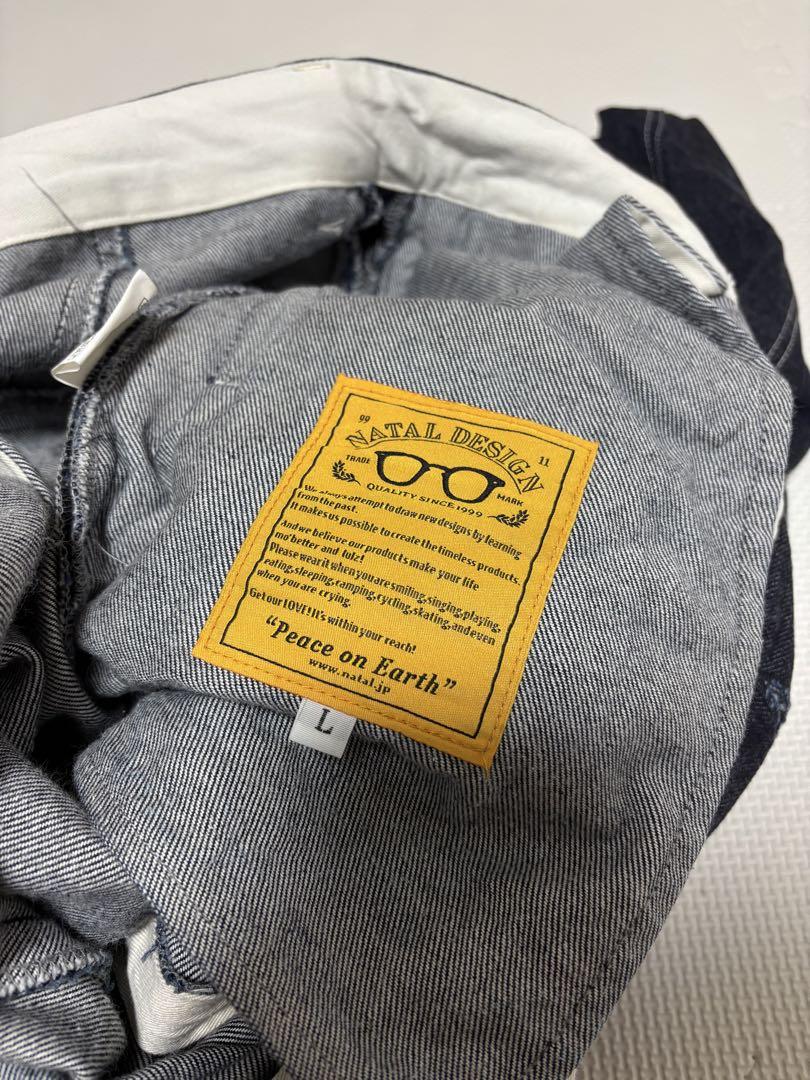 99 NATAL DESIGN 11
TRADE MARK
QUALITY SINCE 1999
We always attempt to draw new designs by learning
from the past.
It makes us possible to create the timeless products.
And we believe our products make your life
mo'better and fulz!
Please wear it when you are smiling, singing, playing,
eating, sleeping, camping, cycling, skating, and even
when you are crying.
Get our LOVE! It's within your reach!
"Peace on Earth"
www.natal.jp
L